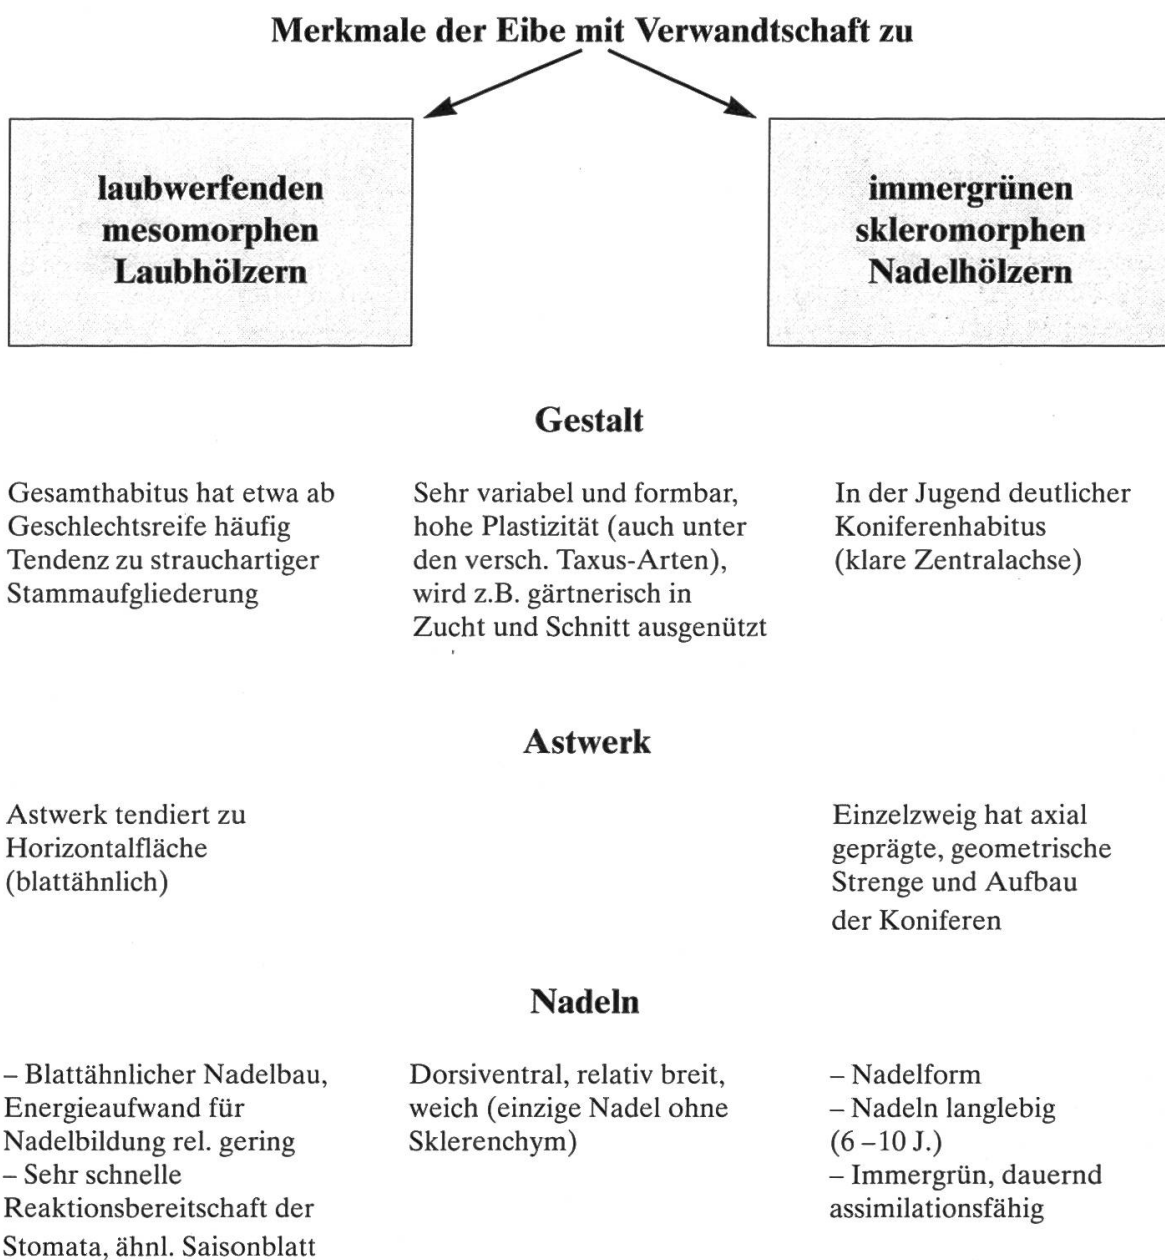 Merkmale der Eibe mit Verwandtschaft zu
laubwerfenden
mesomorphen
Laubhölzern
immergrünen
skleromorphen
Nadelhölzern
Gestalt
Gesamthabitus hat etwa ab
Geschlechtsreife häufig
Tendenz zu strauchartiger
Stammaufgliederung
Sehr variabel und formbar,
hohe Plastizität (auch unter
den versch. Taxus-Arten),
wird z.B. gärtnerisch in
Zucht und Schnitt ausgenützt
In der Jugend deutlicher
Koniferenhabitus
(klare Zentralachse)
Astwerk
Astwerk tendiert zu
Horizontalfläche
(blattähnlich)
Einzelzweig hat axial
geprägte, geometrische
Strenge und Aufbau
der Koniferen
Nadeln
– Blattähnlicher Nadelbau,
Energieaufwand für
Nadelbildung rel. gering
– Sehr schnelle
Reaktionsbereitschaft der
Stomata, ähnl. Saisonblatt
Dorsiventral, relativ breit,
weich (einzige Nadel ohne
Sklerenchym)
– Nadelform
– Nadeln langlebig
(6–10 J.)
– Immergrün, dauernd
assimilationsfähig